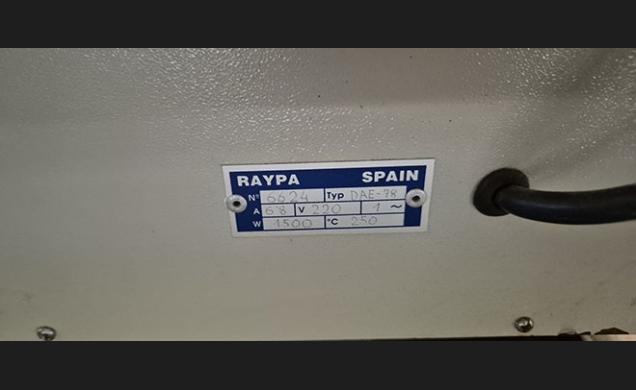 RAYPA SPAIN
Nº 6624 Typ DAE-78
A 6'8 V 220 1 ~
W 1500 °C 250